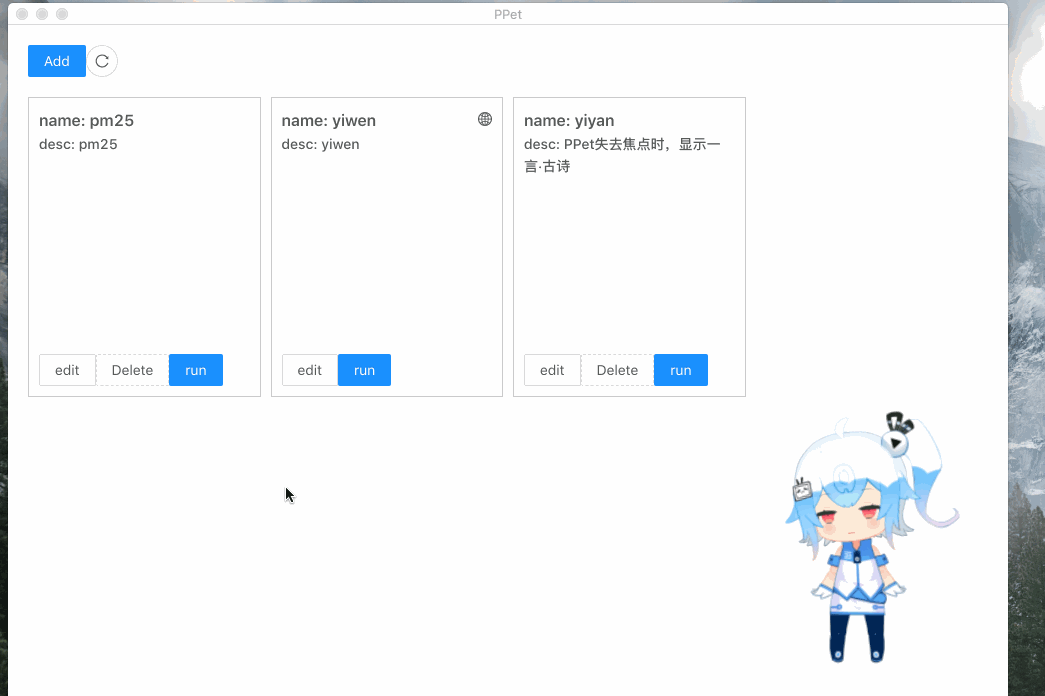 PPet
Add
name: pm25
desc: pm25
edit
Delete
run
name: yiwen
desc: yiwen
edit
run
name: yiyan
desc: PPet失去焦点时，显示一
言·古诗
edit
Delete
run